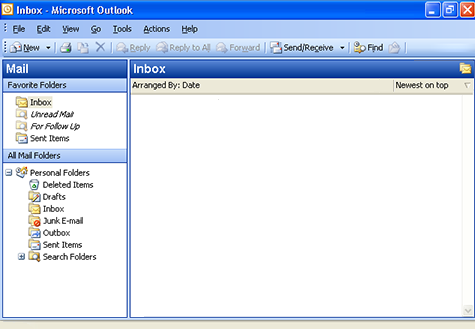 Inbox - Microsoft Outlook
File Edit View Go Tools Actions Help
New Reply Reply to All Forward Send/Receive Find
Mail Inbox
Favorite Folders Arranged By: Date Newest on top
Inbox
Unread Mail
For Follow Up
Sent Items
All Mail Folders
Personal Folders
Deleted Items
Drafts
Inbox
Junk E-mail
Outbox
Sent Items
Search Folders